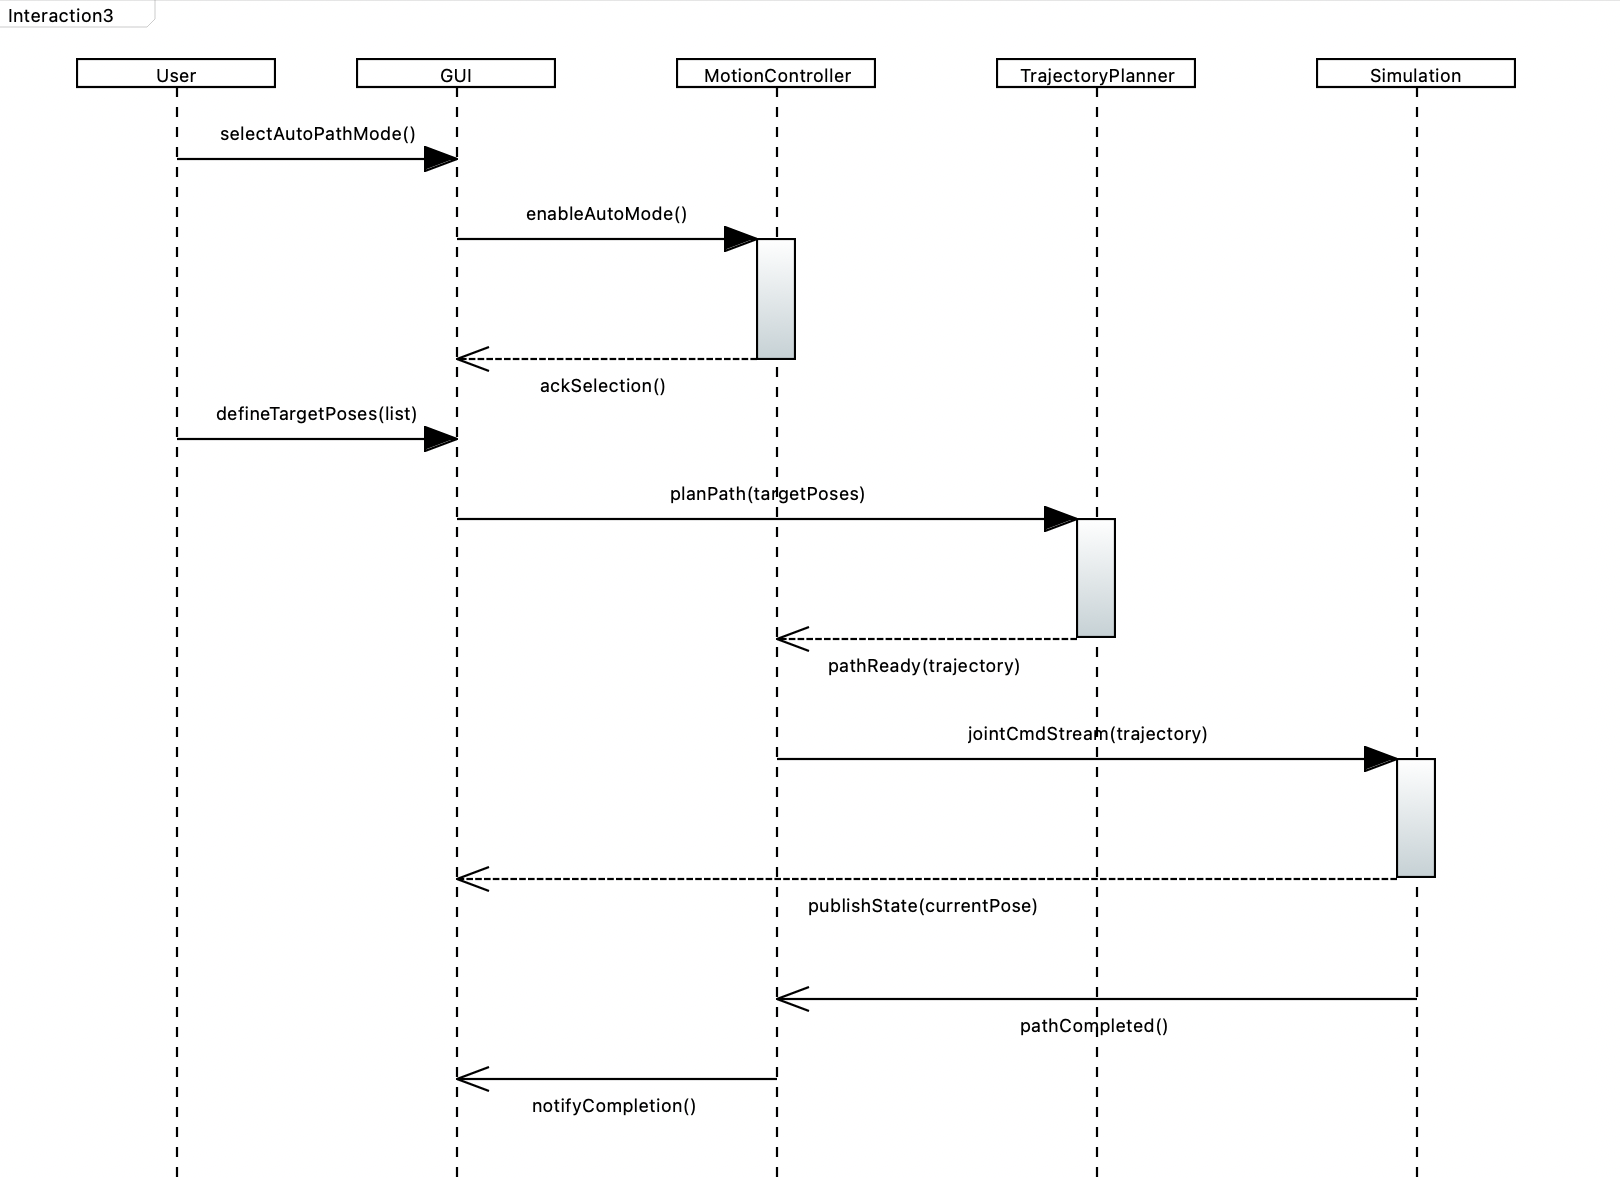 Interaction3
User
GUI
MotionController
TrajectoryPlanner
Simulation
selectAutoPathMode()
enableAutoMode()
ackSelection()
defineTargetPoses(list)
planPath(targetPoses)
pathReady(trajectory)
jointCmdStream(trajectory)
publishState(currentPose)
pathCompleted()
notifyCompletion()